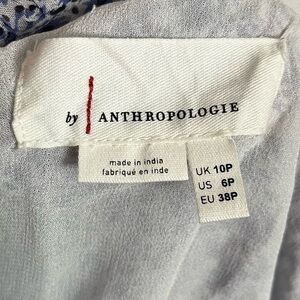 by ANTHROPOLOGIE
made in india
fabriqué en inde
UK 10P
US 6P
EU 38P